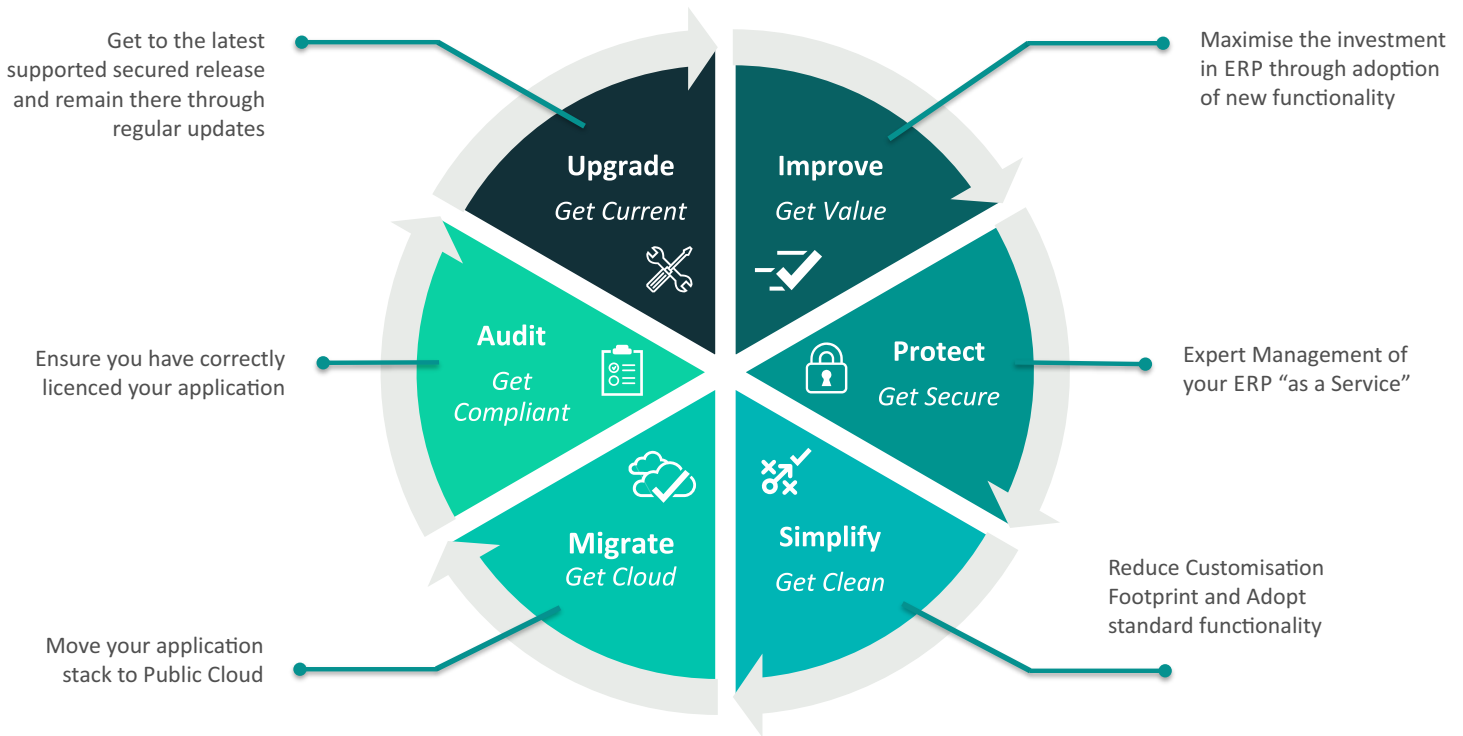 Get to the latest
supported secured release
and remain there through
regular updates
Maximise the investment
in ERP through adoption
of new functionality
Upgrade
Get Current
Improve
Get Value
Audit
Get
Compliant
Ensure you have correctly
licenced your application
Protect
Get Secure
Expert Management of
your ERP “as a Service”
Migrate
Get Cloud
Simplify
Get Clean
Move your application
stack to Public Cloud
Reduce Customisation
Footprint and Adopt
standard functionality